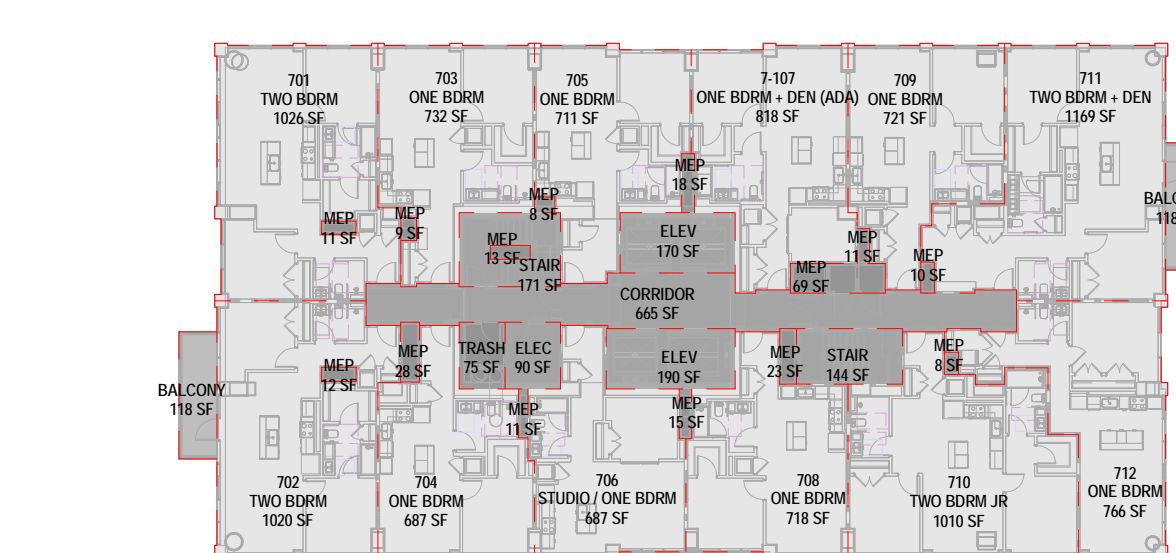 701
TWO BDRM
1026 SF
703
ONE BDRM
732 SF
705
ONE BDRM
711 SF
7-107
ONE BDRM + DEN (ADA)
818 SF
709
ONE BDRM
721 SF
711
TWO BDRM + DEN
1169 SF
MEP
18 SF
MEP
8 SF
BALC
118
MEP
11 SF
MEP
9 SF
MEP
13 SF
STAIR
171 SF
ELEV
170 SF
MEP
11 SF
MEP
69 SF
MEP
10 SF
CORRIDOR
665 SF
TRASH
75 SF
ELEC
90 SF
ELEV
190 SF
MEP
23 SF
STAIR
144 SF
MEP
8 SF
MEP
12 SF
MEP
28 SF
BALCONY
118 SF
MEP
11 SF
MEP
15 SF
702
TWO BDRM
1020 SF
704
ONE BDRM
687 SF
706
STUDIO / ONE BDRM
687 SF
708
ONE BDRM
718 SF
710
TWO BDRM JR
1010 SF
712
ONE BDRM
766 SF